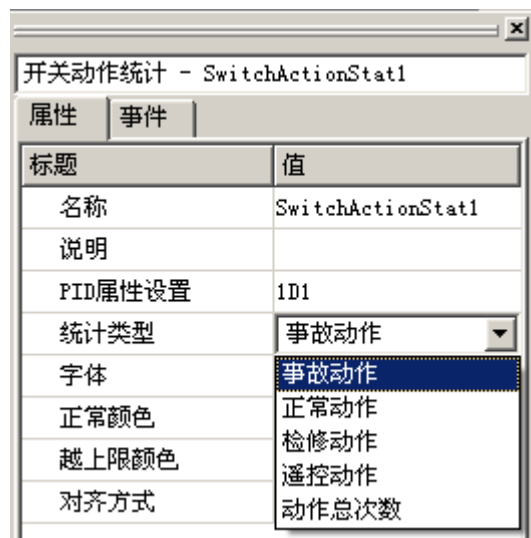 开关动作统计 - SwitchActionStat1
属性 事件
标题 值
名称 SwitchActionStat1
说明
PID属性设置 1D1
统计类型 事故动作
字体 事故动作
正常颜色 正常动作
检修动作
越上限颜色 遥控动作
对齐方式 动作总次数